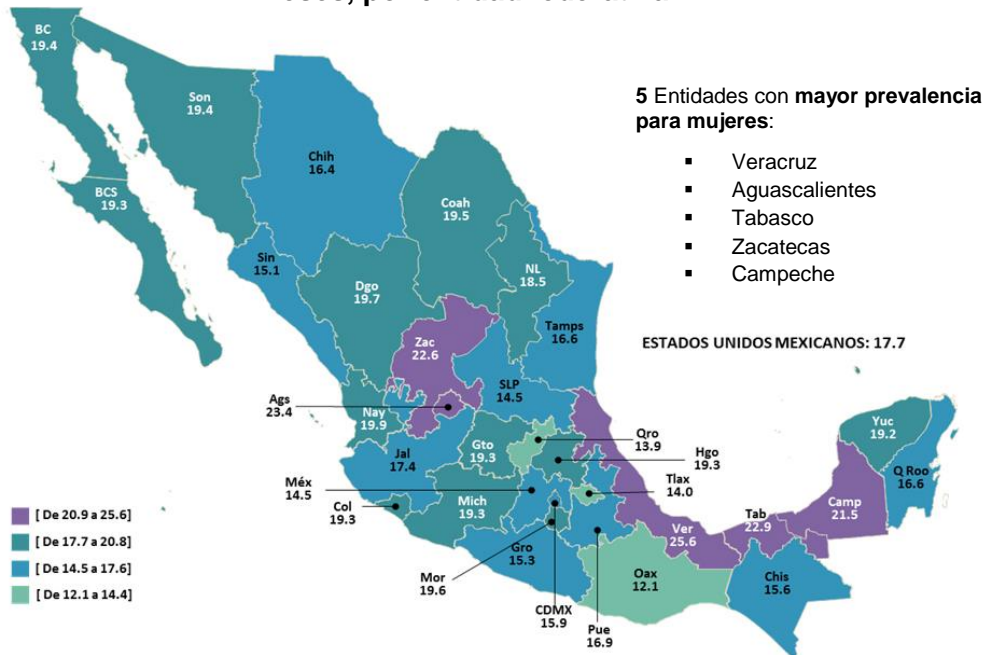 BC
19.4
Son
19.4
Chih
16.4
BCS
19.3
Coah
19.5
Sin
15.1
NL
18.5
Dgo
19.7
Tamps
16.6
Zac
22.6
SLP
14.5
Ags
23.4
Nay
19.9
Gto
19.3
Qro
13.9
Hgo
19.3
Jal
17.4
Méx
14.5
Tlax
14.0
Col
19.3
Mich
19.3
Ver
25.6
Tab
22.9
Camp
21.5
Yuc
19.2
Q Roo
16.6
Gro
15.3
Mor
19.6
Oax
12.1
Chis
15.6
CDMX
15.9
Pue
16.9
5 Entidades con mayor prevalencia
para mujeres:
▪ Veracruz
▪ Aguascalientes
▪ Tabasco
▪ Zacatecas
▪ Campeche
ESTADOS UNIDOS MEXICANOS: 17.7
[ De 20.9 a 25.6]
[ De 17.7 a 20.8]
[ De 14.5 a 17.6]
[ De 12.1 a 14.4]